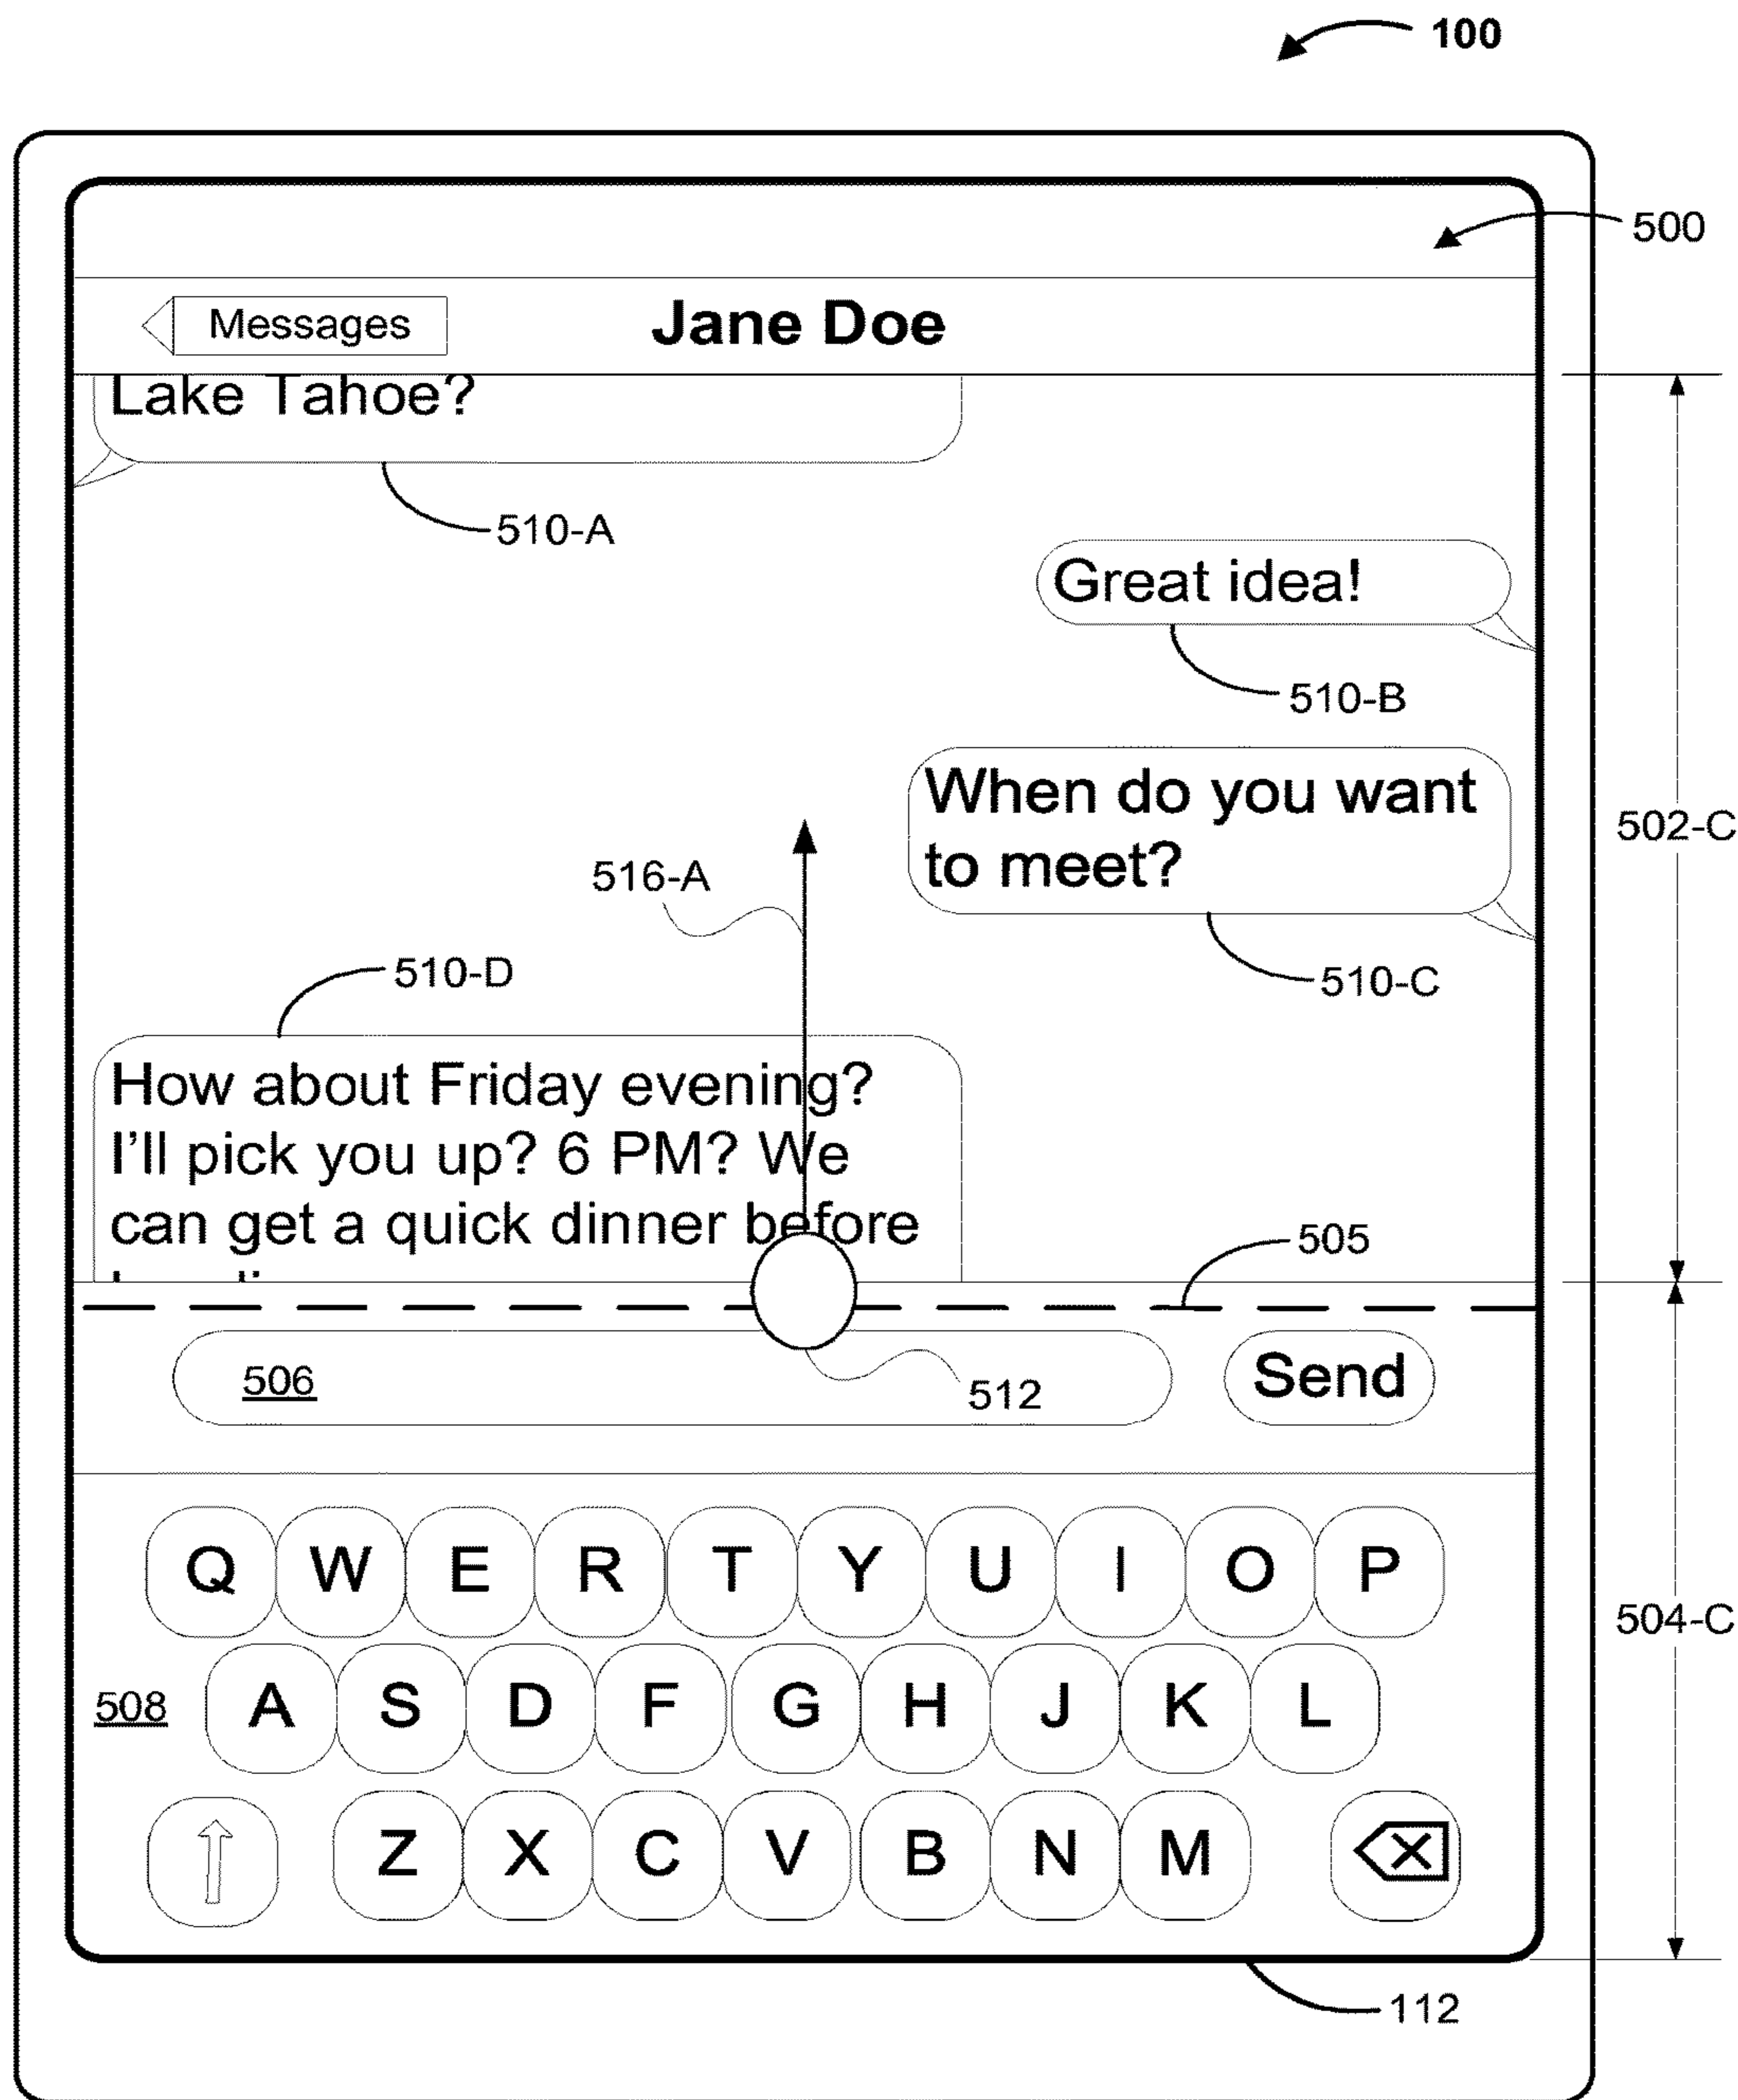 100
500
Messages
Jane Doe
Lake Tahoe?
510-A
Great idea!
510-B
When do you want
to meet?
502-C
516-A
510-D
510-C
How about Friday evening?
I'll pick you up? 6 PM? We
can get a quick dinner before
505
506
512
Send
Q W E R T Y U I O P
504-C
508
A S D F G H J K L
Z X C V B N M
112